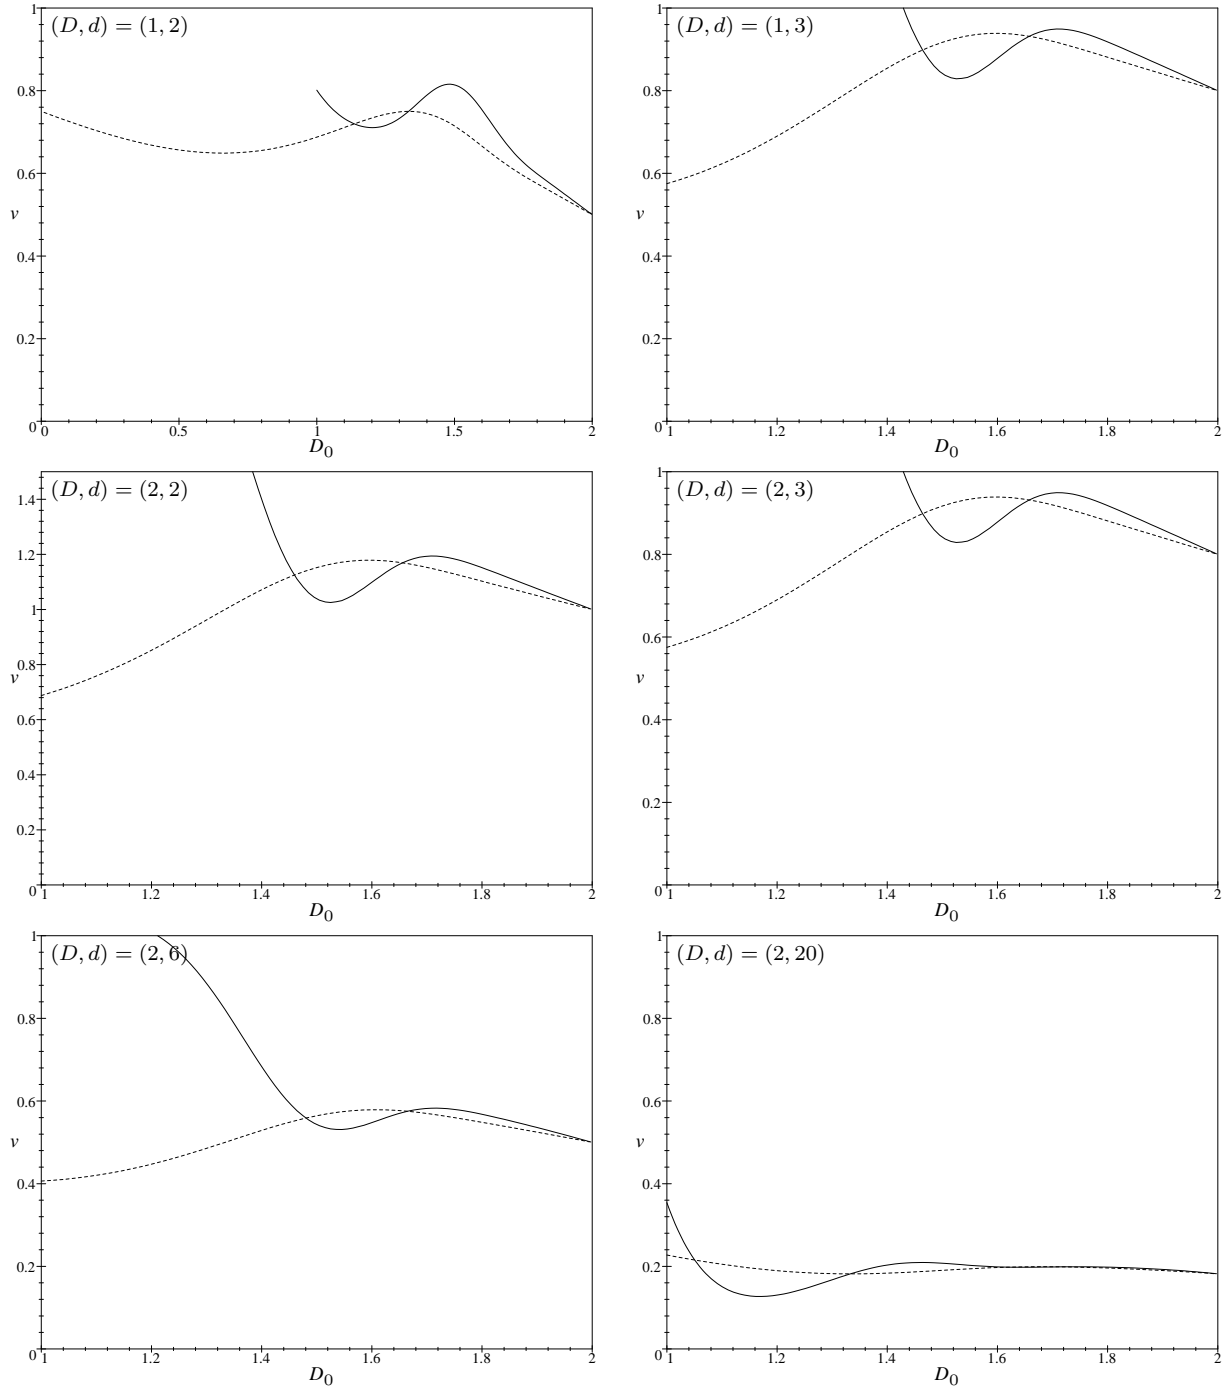 (D, d) = (1, 2)
1
0.8
0.6
v
0.4
0.2
0
0 0.5 1 1.5 2
D0
(D, d) = (1, 3)
1
0.8
0.6
v
0.4
0.2
0
1 1.2 1.4 1.6 1.8 2
D0
(D, d) = (2, 2)
1.4
1.2
1
0.8
v
0.6
0.4
0.2
0
1 1.2 1.4 1.6 1.8 2
D0
(D, d) = (2, 3)
1
0.8
0.6
v
0.4
0.2
0
1 1.2 1.4 1.6 1.8 2
D0
(D, d) = (2, 6)
1
0.8
0.6
v
0.4
0.2
0
1 1.2 1.4 1.6 1.8 2
D0
(D, d) = (2, 20)
1
0.8
0.6
v
0.4
0.2
0
1 1.2 1.4 1.6 1.8 2
D0